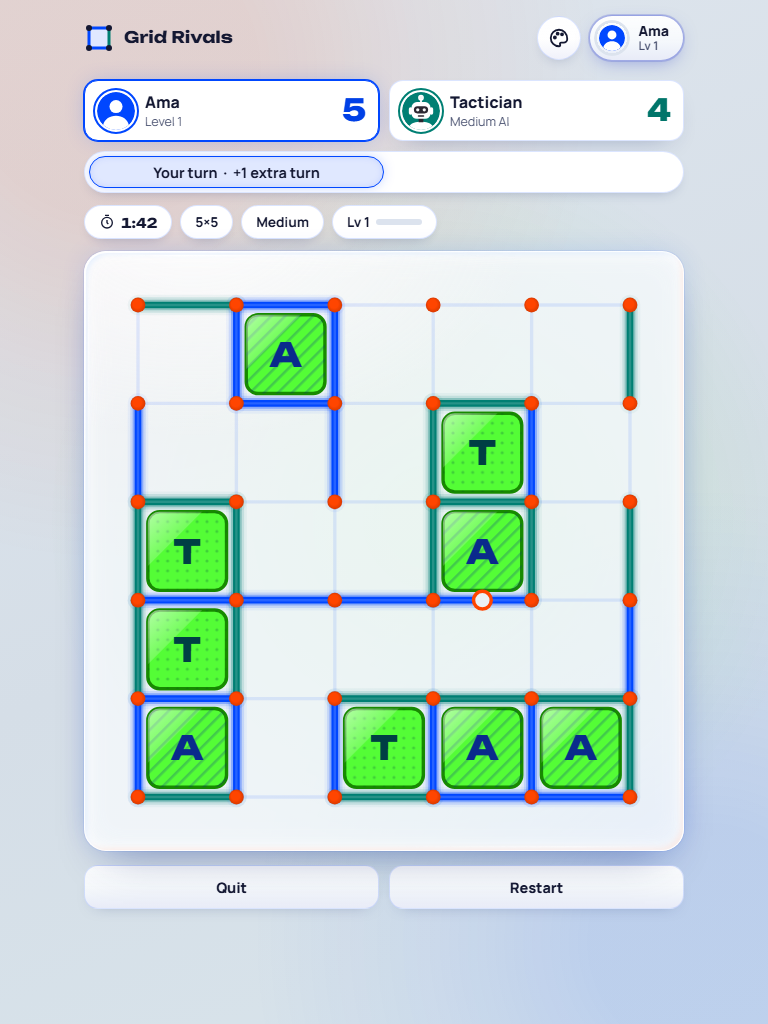 Grid Rivals
Ama
Lv 1
Ama
Level 1
5
Tactician
Medium AI
4
Your turn · +1 extra turn
1:42
5×5
Medium
Lv 1
A
T
T
A
T
A
T
A
A
Quit
Restart